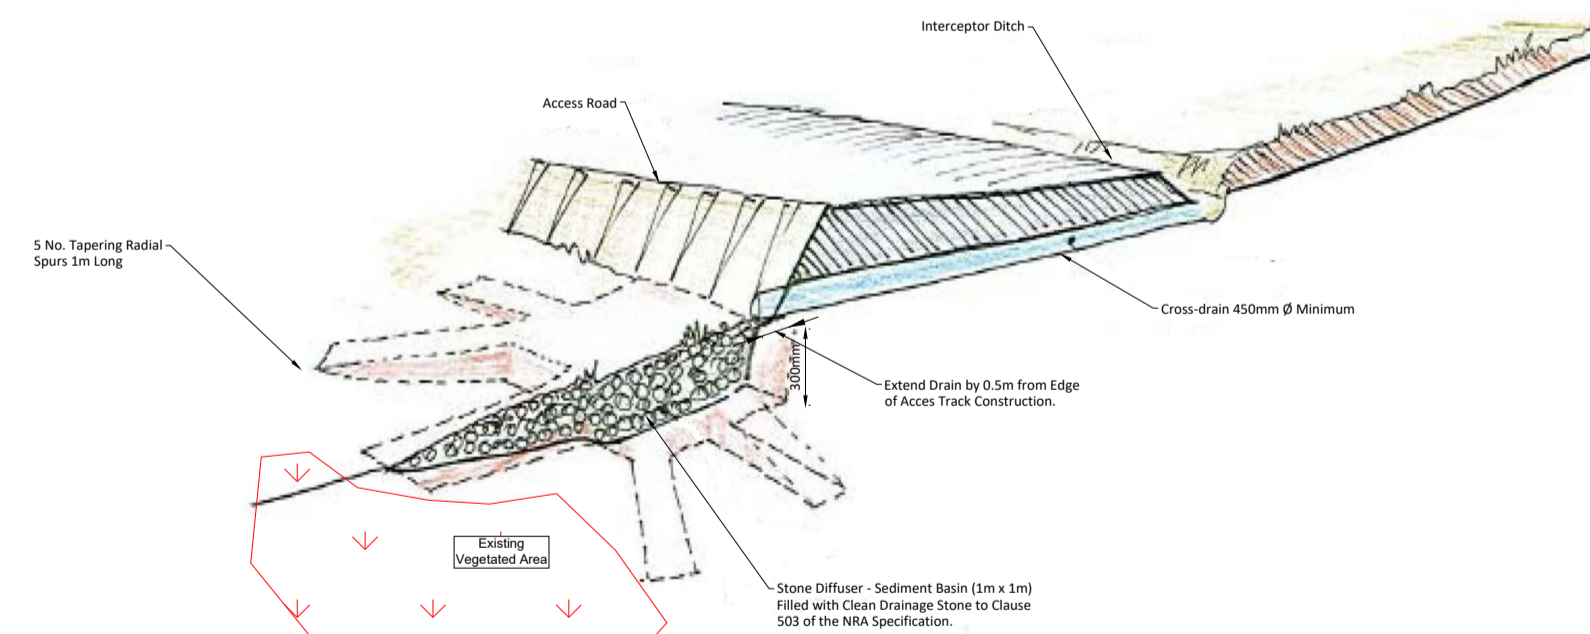 Interceptor Ditch
Access Road
5 No. Tapering Radial
Spurs 1m Long
Cross-drain 450mm Ø Minimum
300mm
Extend Drain by 0.5m from Edge
of Acces Track Construction.
Existing
Vegetated Area
Stone Diffuser - Sediment Basin (1m x 1m)
Filled with Clean Drainage Stone to Clause
503 of the NRA Specification.